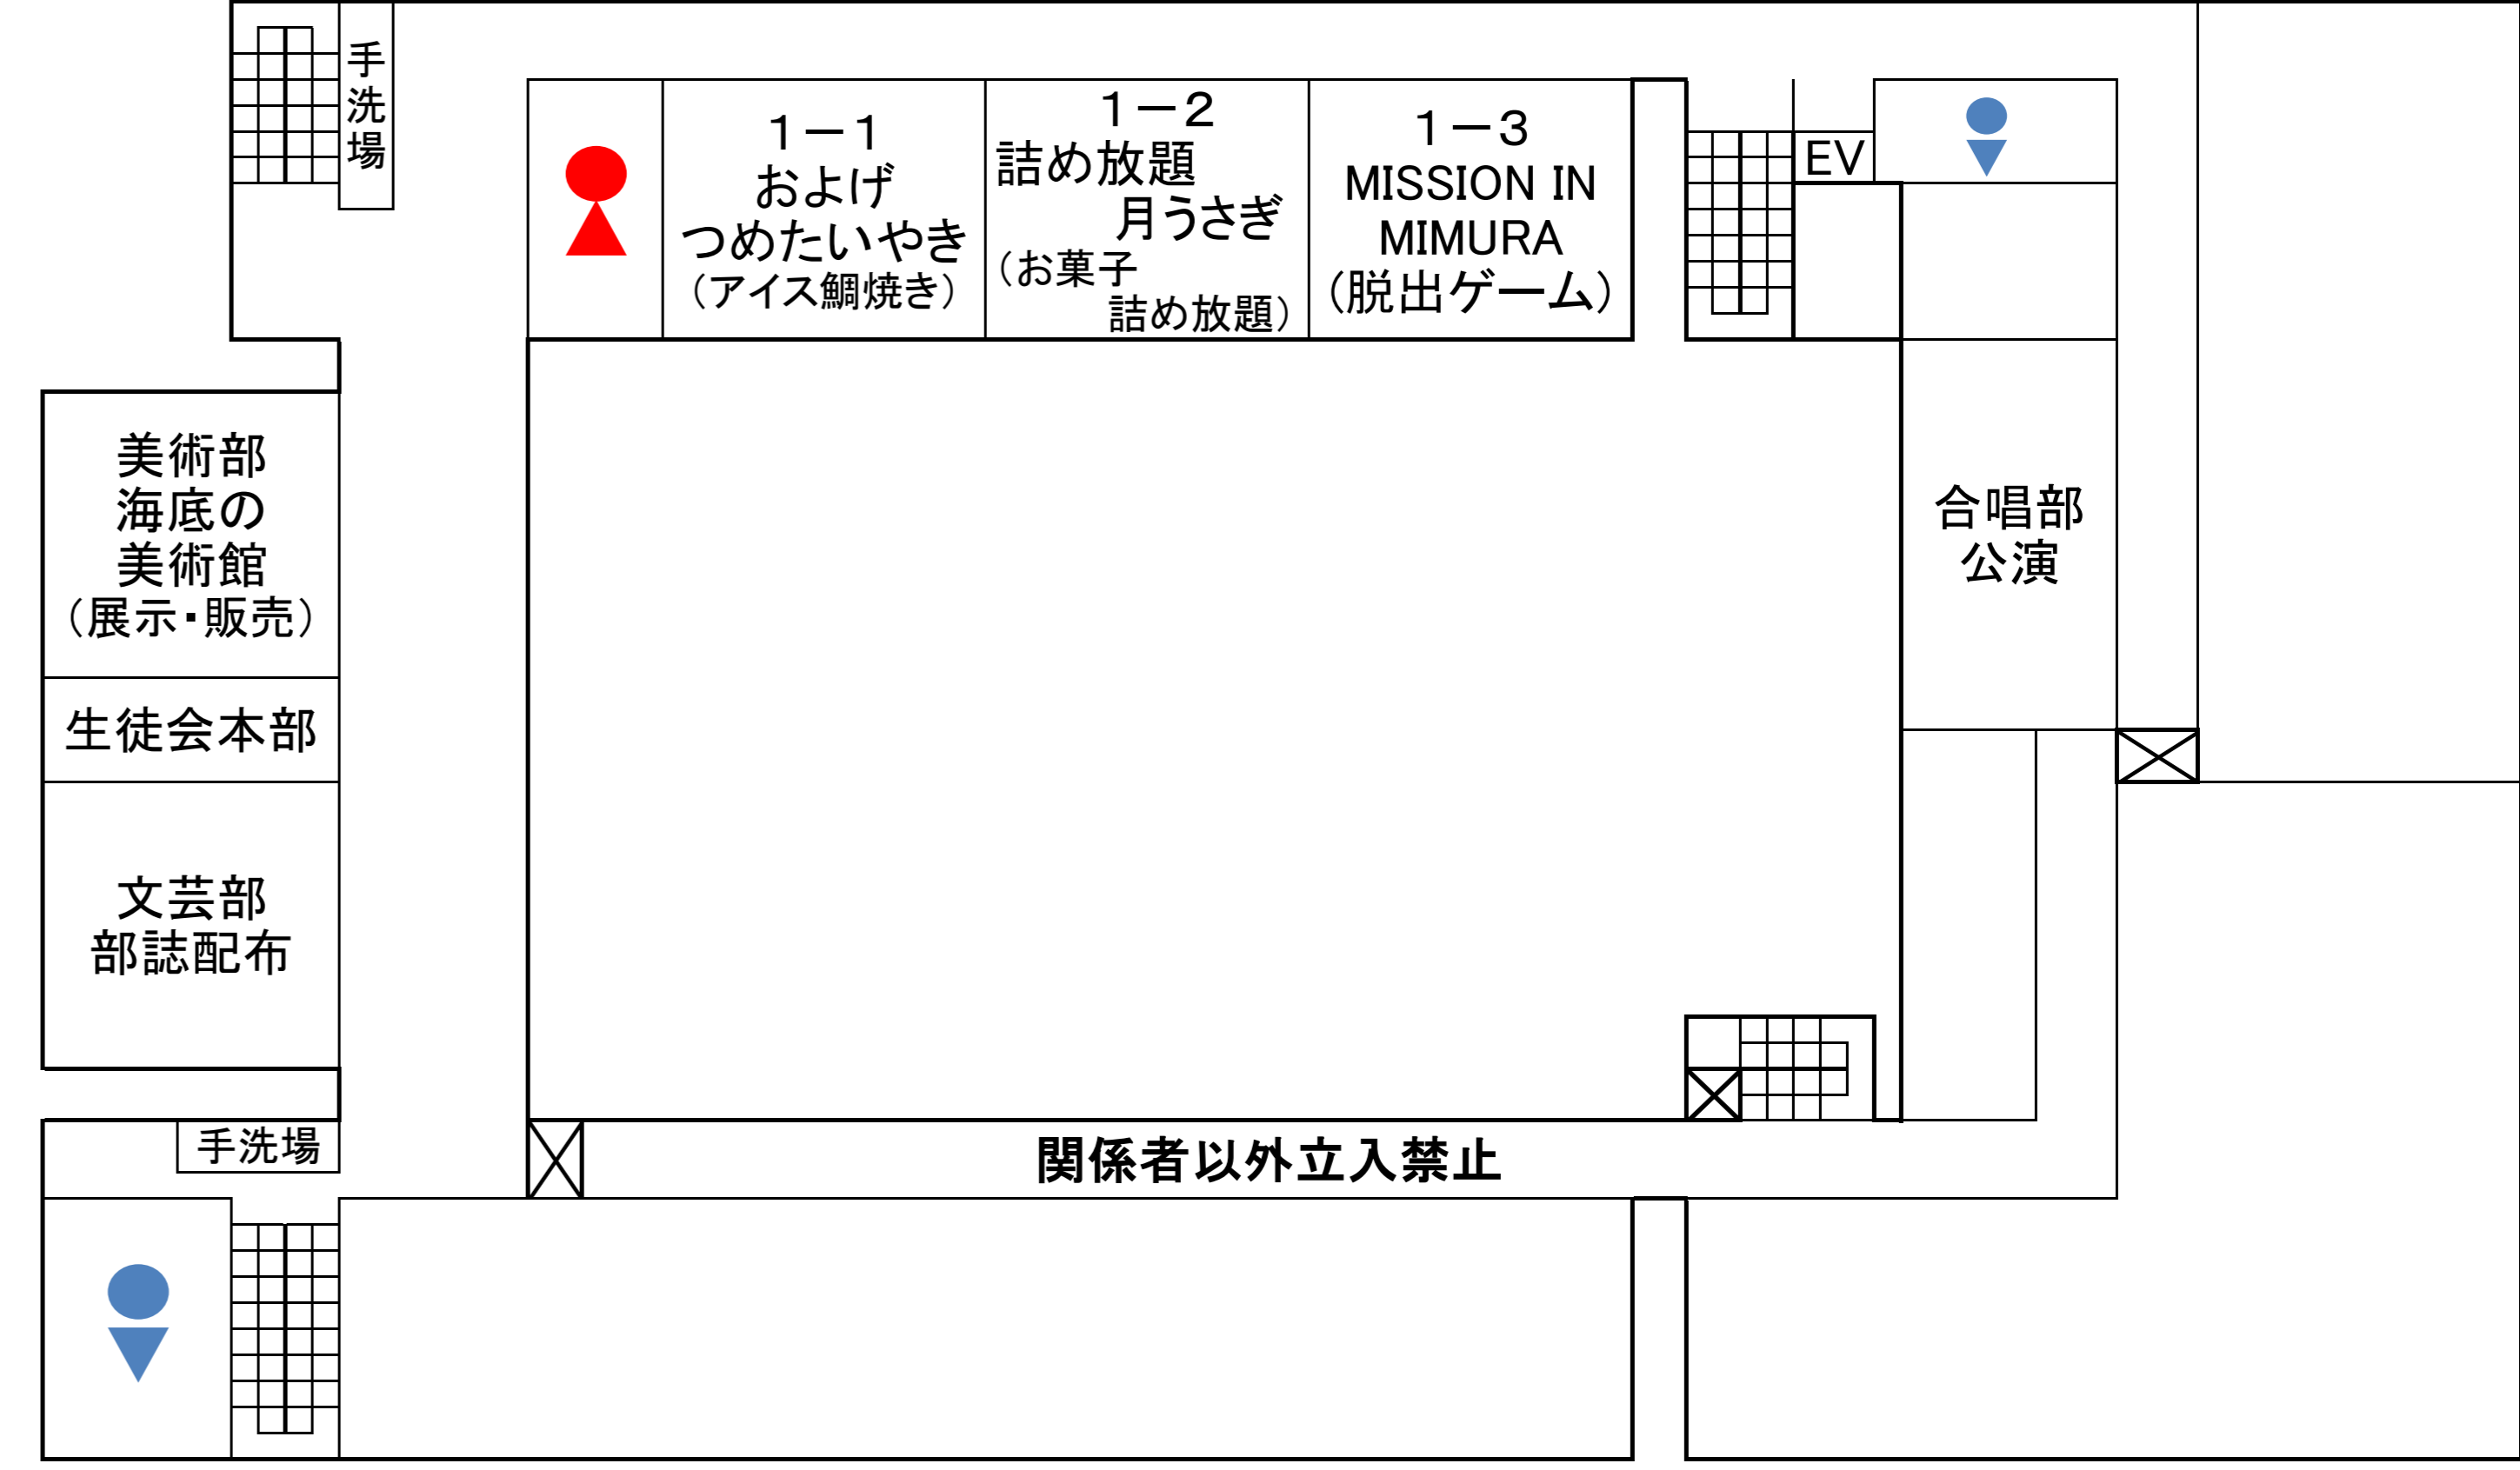 手洗場
1－1
およげ
つめたいやき
（アイス鯛焼き）
1－2
詰め放題
月うさぎ
（お菓子
詰め放題）
1－3
MISSION IN
MIMURA
（脱出ゲーム）
EV
美術部
海底の
美術館
（展示・販売）
合唱部
公演
生徒会本部
文芸部
部誌配布
手洗場
関係者以外立入禁止